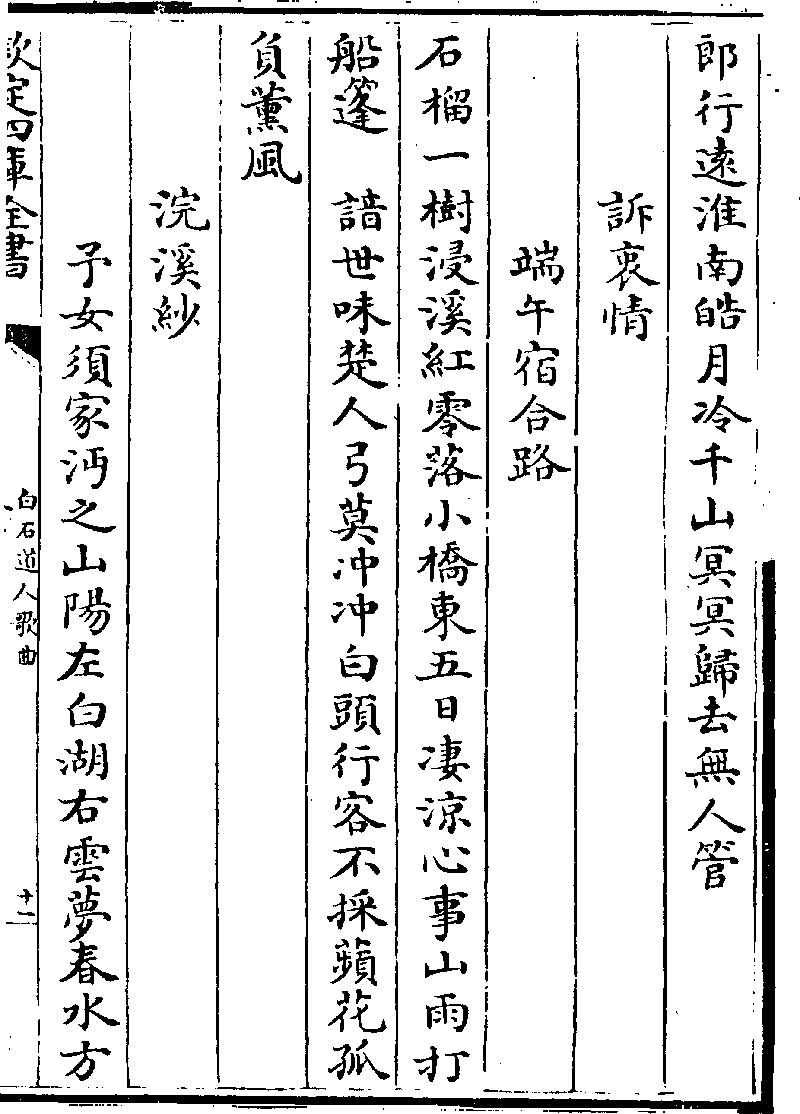 郎行遠淮南皓月冷千山冥冥歸去無人管
訴衷情
端午宿合路
石榴一樹浸溪紅零落小橋東五日凄涼心事山雨打
船篷　諳世味楚人弓莫冲冲白頭行客不採蘋花孤
負薰風
浣溪紗
予女須家沔之山陽左白湖右雲夢春水方
欽定四庫全書
白石道人歌曲
十一